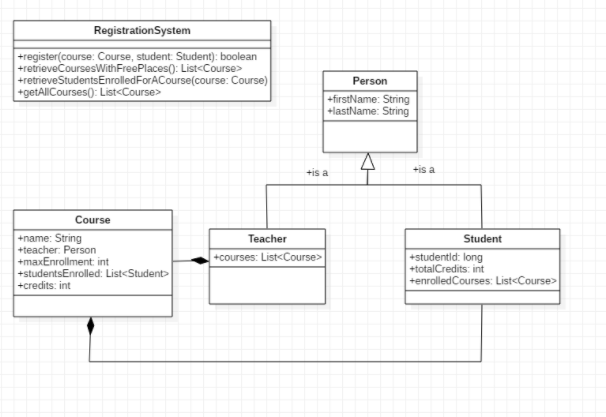 RegistrationSystem
+register(course: Course, student: Student): boolean
+retrieveCoursesWithFreePlaces(): List<Course>
+retrieveStudentsEnrolledForACourse(course: Course)
+getAllCourses(): List<Course>
Person
+firstName: String
+lastName: String
+is a
+is a
Course
+name: String
+teacher: Person
+maxEnrollment: int
+studentsEnrolled: List<Student>
+credits: int
Teacher
+courses: List<Course>
Student
+studentId: long
+totalCredits: int
+enrolledCourses: List<Course>